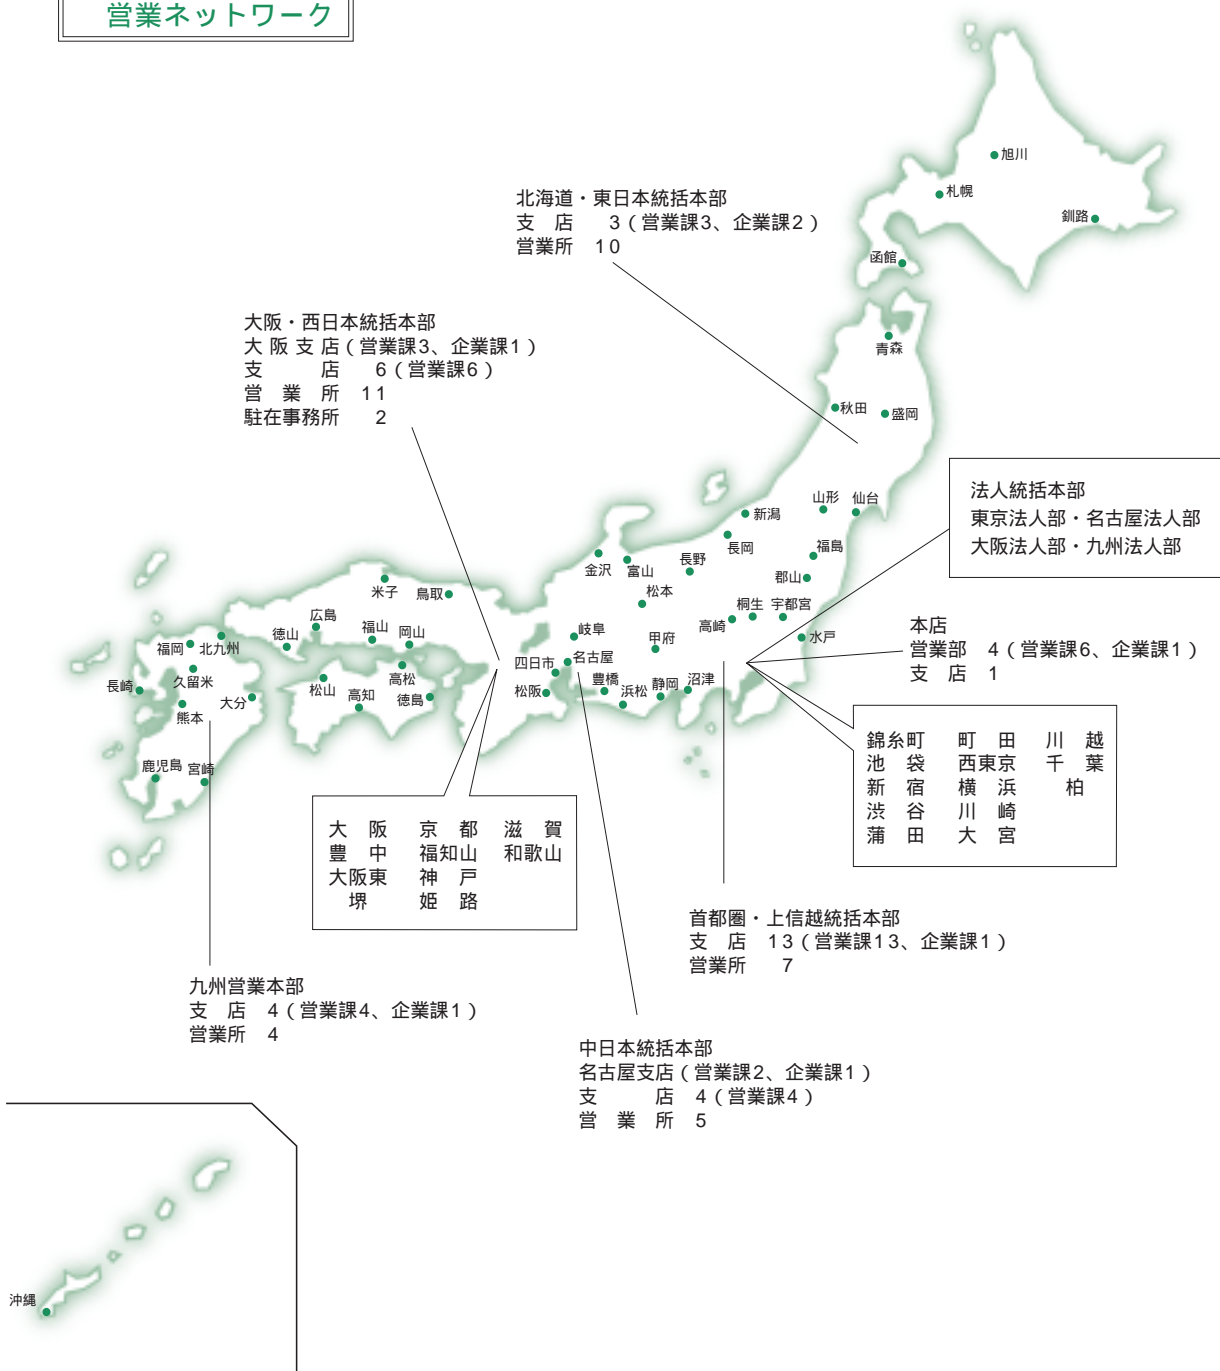 営業ネットワーク
旭川
札幌
釧路
函館
北海道・東日本統括本部
支 店 3(営業課3、企業課2)
営業所 10
大阪・西日本統括本部
大阪支店(営業課3、企業課1)
支 店 6(営業課6)
営業所 11
駐在事務所 2
青森
秋田
盛岡
山形
仙台
新潟
長岡
福島
郡山
法人統括本部
東京法人部・名古屋法人部
大阪法人部・九州法人部
金沢
富山
長野
松本
桐生
宇都宮
高崎
水戸
甲府
本店
営業部 4(営業課6、企業課1)
支 店 1
米子
鳥取
広島
徳山
福山
岡山
岐阜
名古屋
四日市
松阪
豊橋
浜松
静岡
沼津
福岡
北九州
久留米
長崎
熊本
大分
松山
高知
高松
徳島
鹿児島
宮崎
錦糸町 町 田 川 越
池 袋 西東京 千 葉
新 宿 横 浜 柏
渋 谷 川 崎
蒲 田 大 宮
大 阪 京 都 滋 賀
豊 中 福知山 和歌山
大阪東 神 戸
堺 姫 路
首都圏・上信越統括本部
支 店 13(営業課13、企業課1)
営業所 7
九州営業本部
支 店 4(営業課4、企業課1)
営業所 4
中日本統括本部
名古屋支店(営業課2、企業課1)
支 店 4(営業課4)
営 業 所 5
沖縄